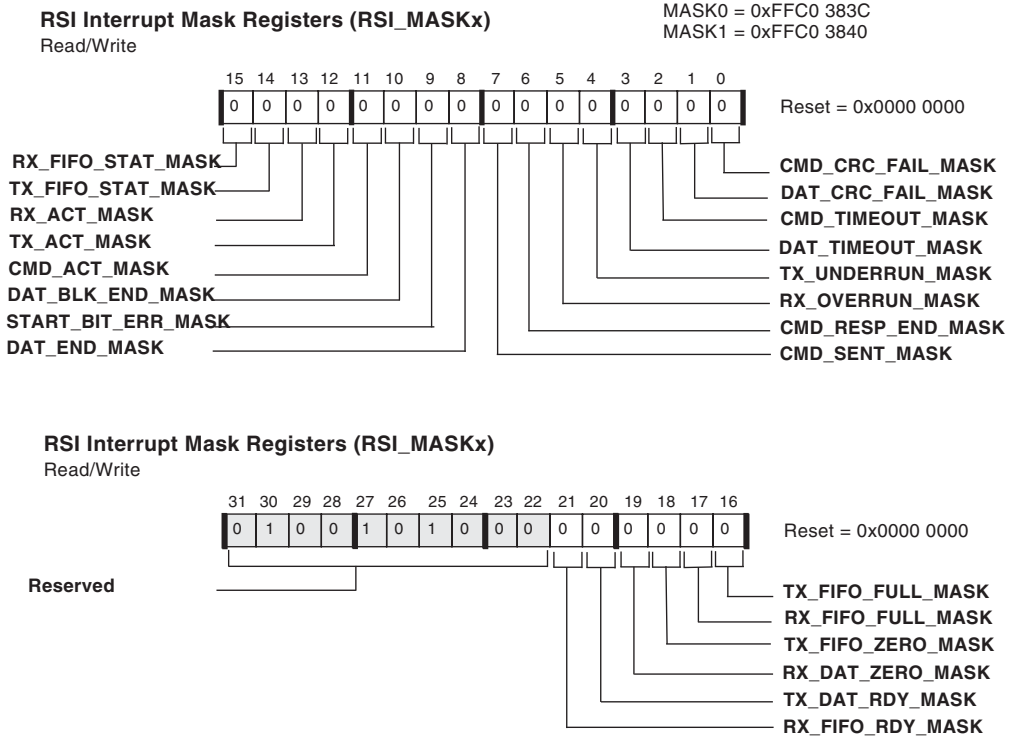 RSI Interrupt Mask Registers (RSI_MASKx)
Read/Write
MASK0 = 0xFFC0 383C
MASK1 = 0xFFC0 3840
15 14 13 12 11 10 9 8 7 6 5 4 3 2 1 0
0 0 0 0 0 0 0 0 0 0 0 0 0 0 0 0
Reset = 0x0000 0000
RX_FIFO_STAT_MASK
TX_FIFO_STAT_MASK
RX_ACT_MASK
TX_ACT_MASK
CMD_ACT_MASK
DAT_BLK_END_MASK
START_BIT_ERR_MASK
DAT_END_MASK
CMD_CRC_FAIL_MASK
DAT_CRC_FAIL_MASK
CMD_TIMEOUT_MASK
DAT_TIMEOUT_MASK
TX_UNDERRUN_MASK
RX_OVERRUN_MASK
CMD_RESP_END_MASK
CMD_SENT_MASK
RSI Interrupt Mask Registers (RSI_MASKx)
Read/Write
31 30 29 28 27 26 25 24 23 22 21 20 19 18 17 16
0 1 0 0 1 0 1 0 0 0 0 0 0 0 0 0
Reset = 0x0000 0000
Reserved
TX_FIFO_FULL_MASK
RX_FIFO_FULL_MASK
TX_FIFO_ZERO_MASK
RX_DAT_ZERO_MASK
TX_DAT_RDY_MASK
RX_FIFO_RDY_MASK